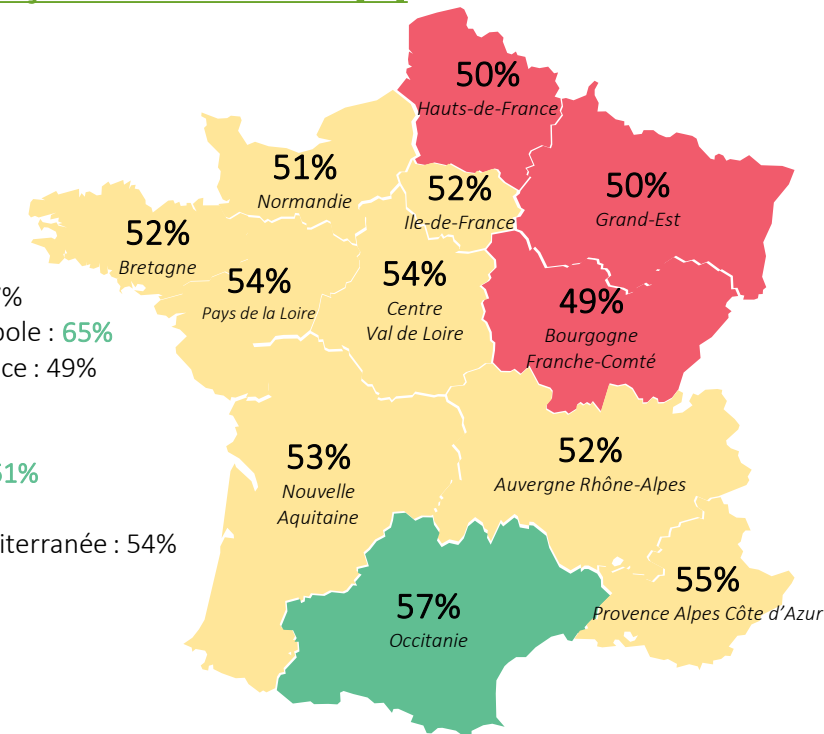 50%
Hauts-de-France
51%
Normandie
52%
Ile-de-France
50%
Grand-Est
52%
Bretagne
54%
Pays de la Loire
54%
Centre
Val de Loire
49%
Bourgogne
Franche-Comté
%
pole : 65%
ce : 49%
53%
Nouvelle
Aquitaine
52%
Auvergne Rhône-Alpes
1%
iterranée : 54%
57%
Occitanie
55%
Provence Alpes Côte d’Azur